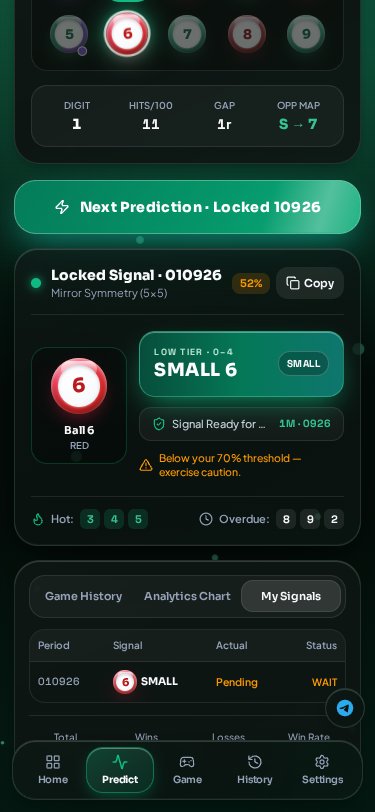 5 6 7 8 9
DIGIT HITS/100 GAP OPP MAP
1 11 1r S → 7
Next Prediction · Locked 10926
Locked Signal · 010926
Mirror Symmetry (5×5)
52%
Copy
6
Ball 6
RED
LOW TIER · 0–4
SMALL 6
SMALL
Signal Ready for ... 1M · 0926
Below your 70% threshold —
exercise caution.
Hot: 3 4 5 Overdue: 8 9 2
Game History Analytics Chart My Signals
Period Signal Actual Status
010926 6 SMALL Pending WAIT
Total Wins Losses Win Rate
Home Predict Game History Settings